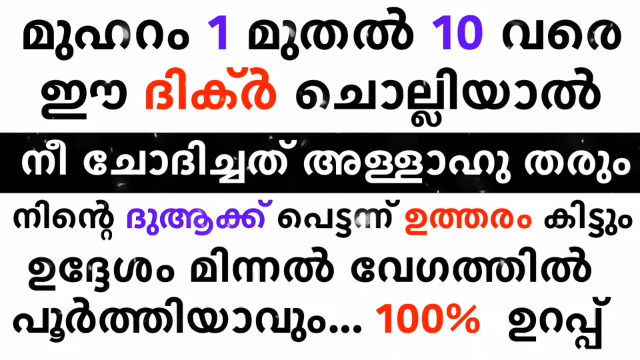 മുഹറം 1 മുതൽ 10 വരെ
ഈ ദിക്ർ ചൊല്ലിയാൽ
നീ ചോദിച്ചത് അള്ളാഹു തരും
നിന്റെ ദുആക്ക് പെട്ടന്ന് ഉത്തരം കിട്ടും
ഉദ്ദേശം മിന്നൽ വേഗത്തിൽ
പൂർത്തിയാവും... 100% ഉറപ്പ്